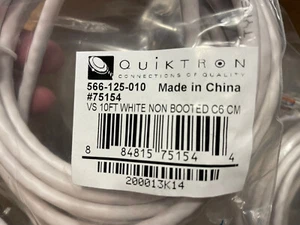 QUIKTRON
CONNECTIONS OF QUALITY
566-125-010 Made in China
#75154
VS 10FT WHITE NON BOOTED C6 CM
8 84815 75154 4
200013K14